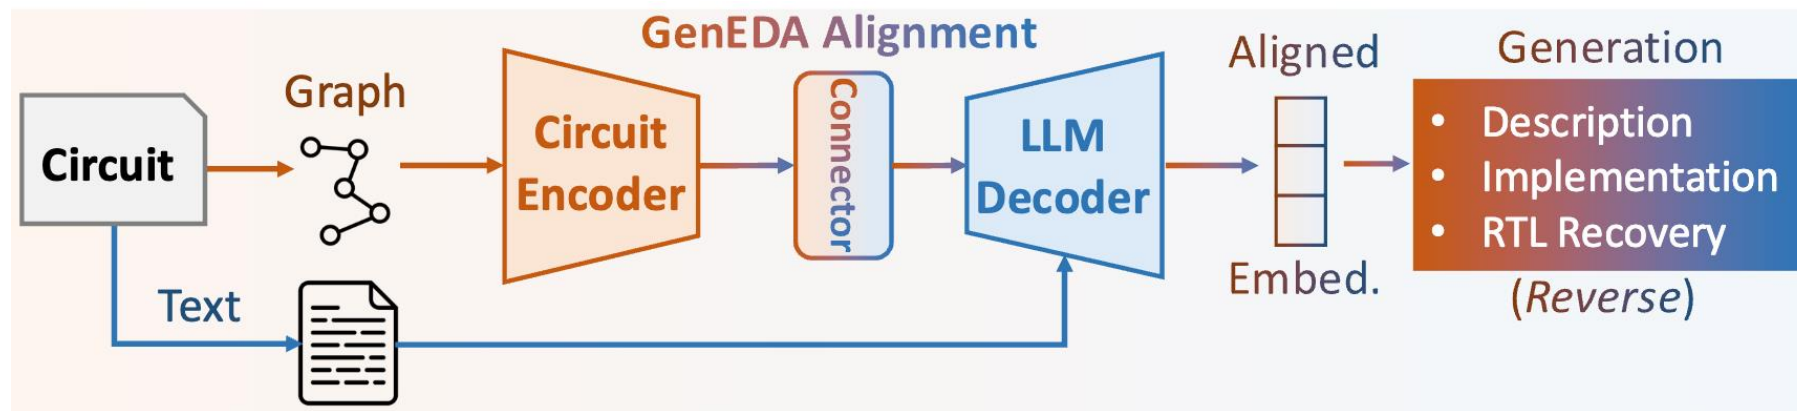 GenEDA Alignment
Circuit
Graph
Text
Circuit
Encoder
Connector
LLM
Decoder
Aligned
Embed.
Generation
• Description
• Implementation
• RTL Recovery
(Reverse)